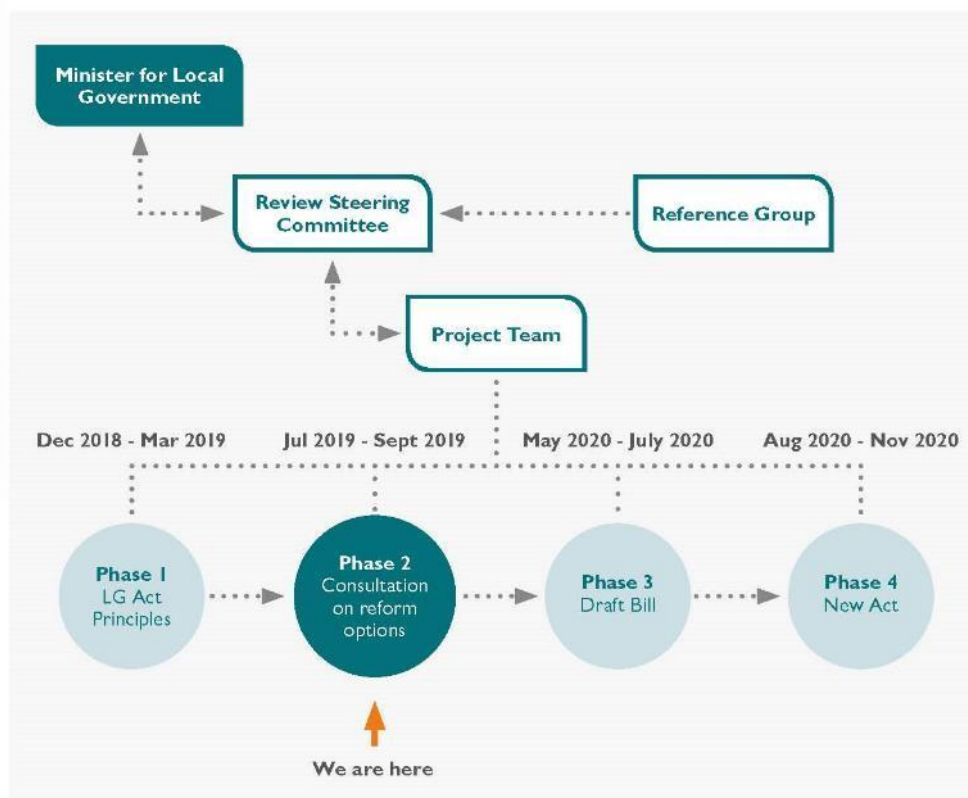 Minister for Local
Government
Review Steering
Committee
Reference Group
Project Team
Dec 2018 - Mar 2019
Jul 2019 - Sept 2019
May 2020 - July 2020
Aug 2020 - Nov 2020
Phase 1
LG Act
Principles
Phase 2
Consultation
on reform
options
Phase 3
Draft Bill
Phase 4
New Act
We are here